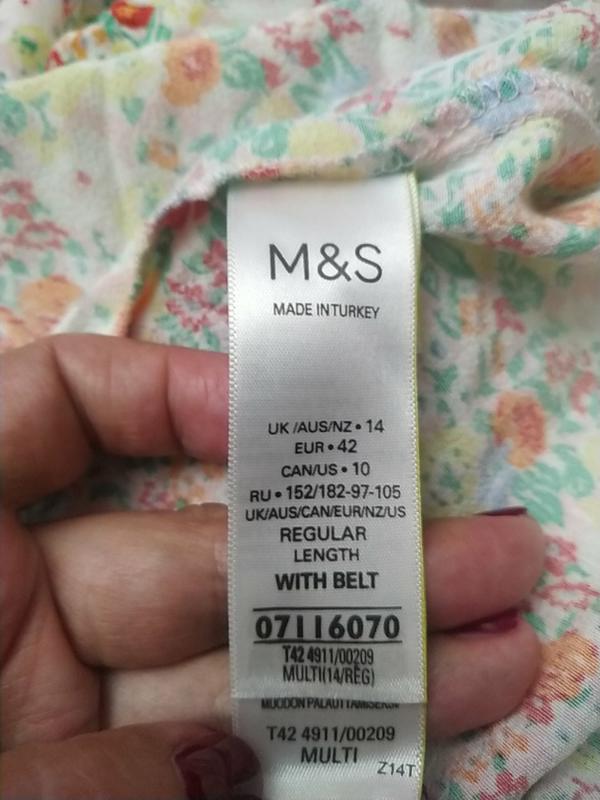 M&S
MADE IN TURKEY
UK /AUS/NZ • 14
EUR • 42
CAN/US • 10
RU • 152/182-97-105
UK/AUS/CAN/EUR/NZ/US
REGULAR
LENGTH
WITH BELT
07116070
T42 4911/00209
MULTI(14/REG)
MUODON PALAUTTAMISEKSI
T42 4911/00209
MULTI
Z14T